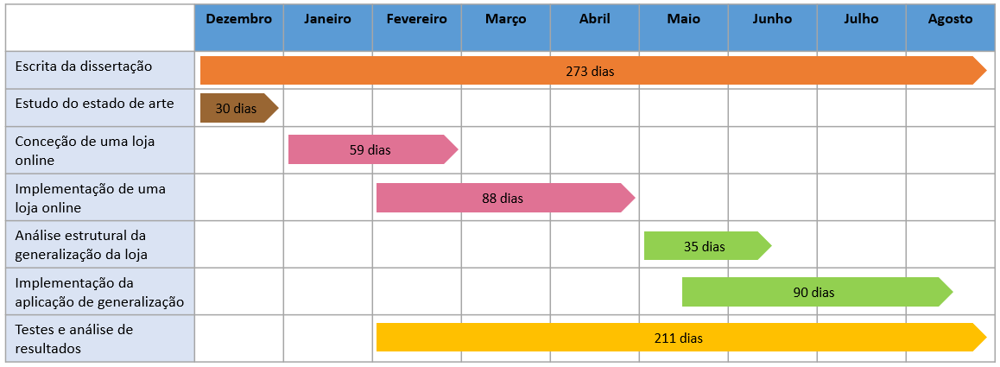 Dezembro Janeiro Fevereiro Março Abril Maio Junho Julho Agosto
Escrita da dissertação 273 dias
Estudo do estado de arte 30 dias
Conceção de uma loja
online
59 dias
Implementação de uma
loja online
88 dias
Análise estrutural da
generalização da loja
35 dias
Implementação da
aplicação de generalização
90 dias
Testes e análise de
resultados
211 dias